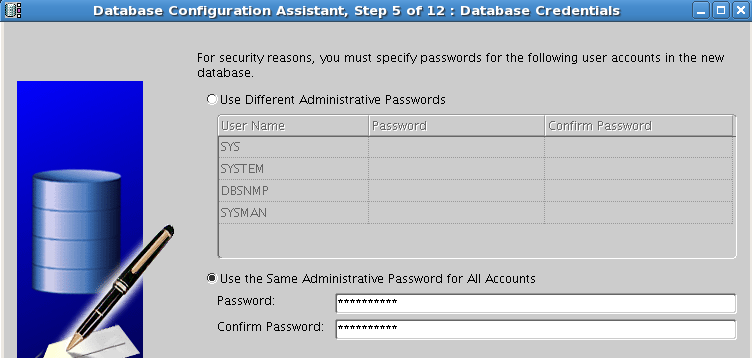 Database Configuration Assistant, Step 5 of 12 : Database Credentials
For security reasons, you must specify passwords for the following user accounts in the new
database.
Use Different Administrative Passwords
User Name Password Confirm Password
SYS
SYSTEM
DBSNMP
SYSMAN
Use the Same Administrative Password for All Accounts
Password: **********
Confirm Password: **********